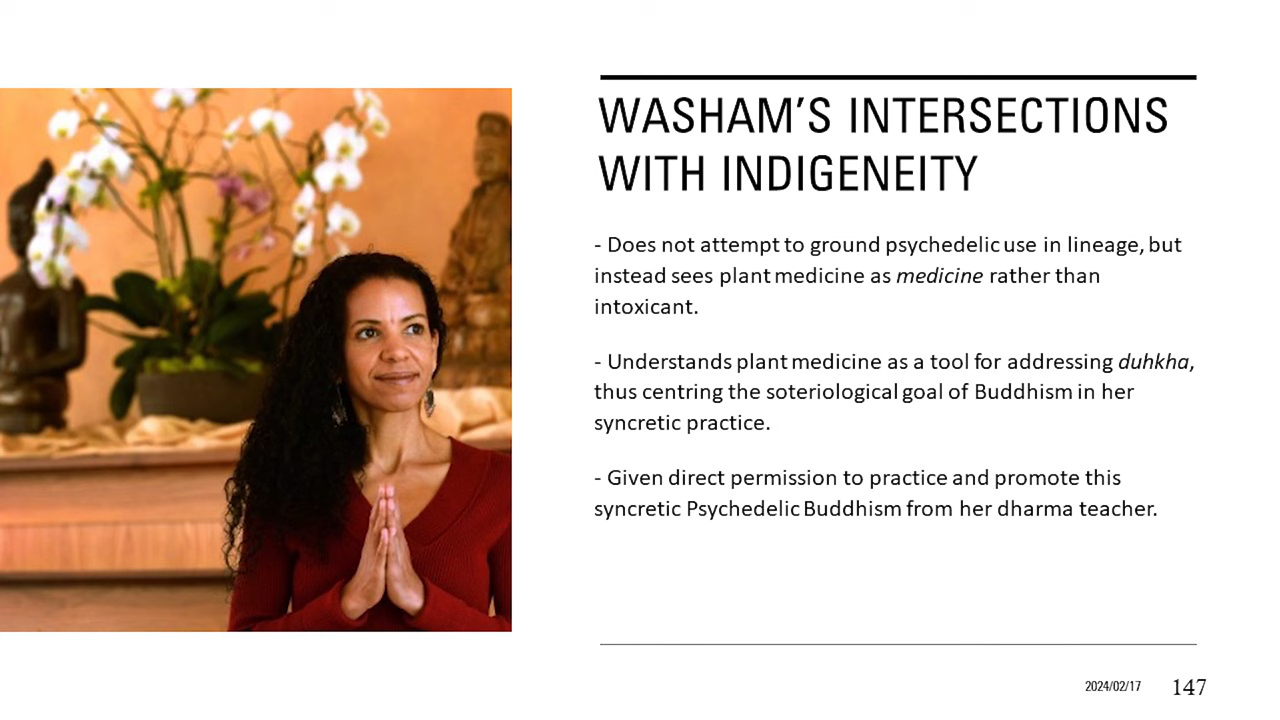 WASHAM’S INTERSECTIONS
WITH INDIGENEITY
- Does not attempt to ground psychedelic use in lineage, but
instead sees plant medicine as medicine rather than
intoxicant.
- Understands plant medicine as a tool for addressing duhkha,
thus centring the soteriological goal of Buddhism in her
syncretic practice.
- Given direct permission to practice and promote this
syncretic Psychedelic Buddhism from her dharma teacher.
2024/02/17 147